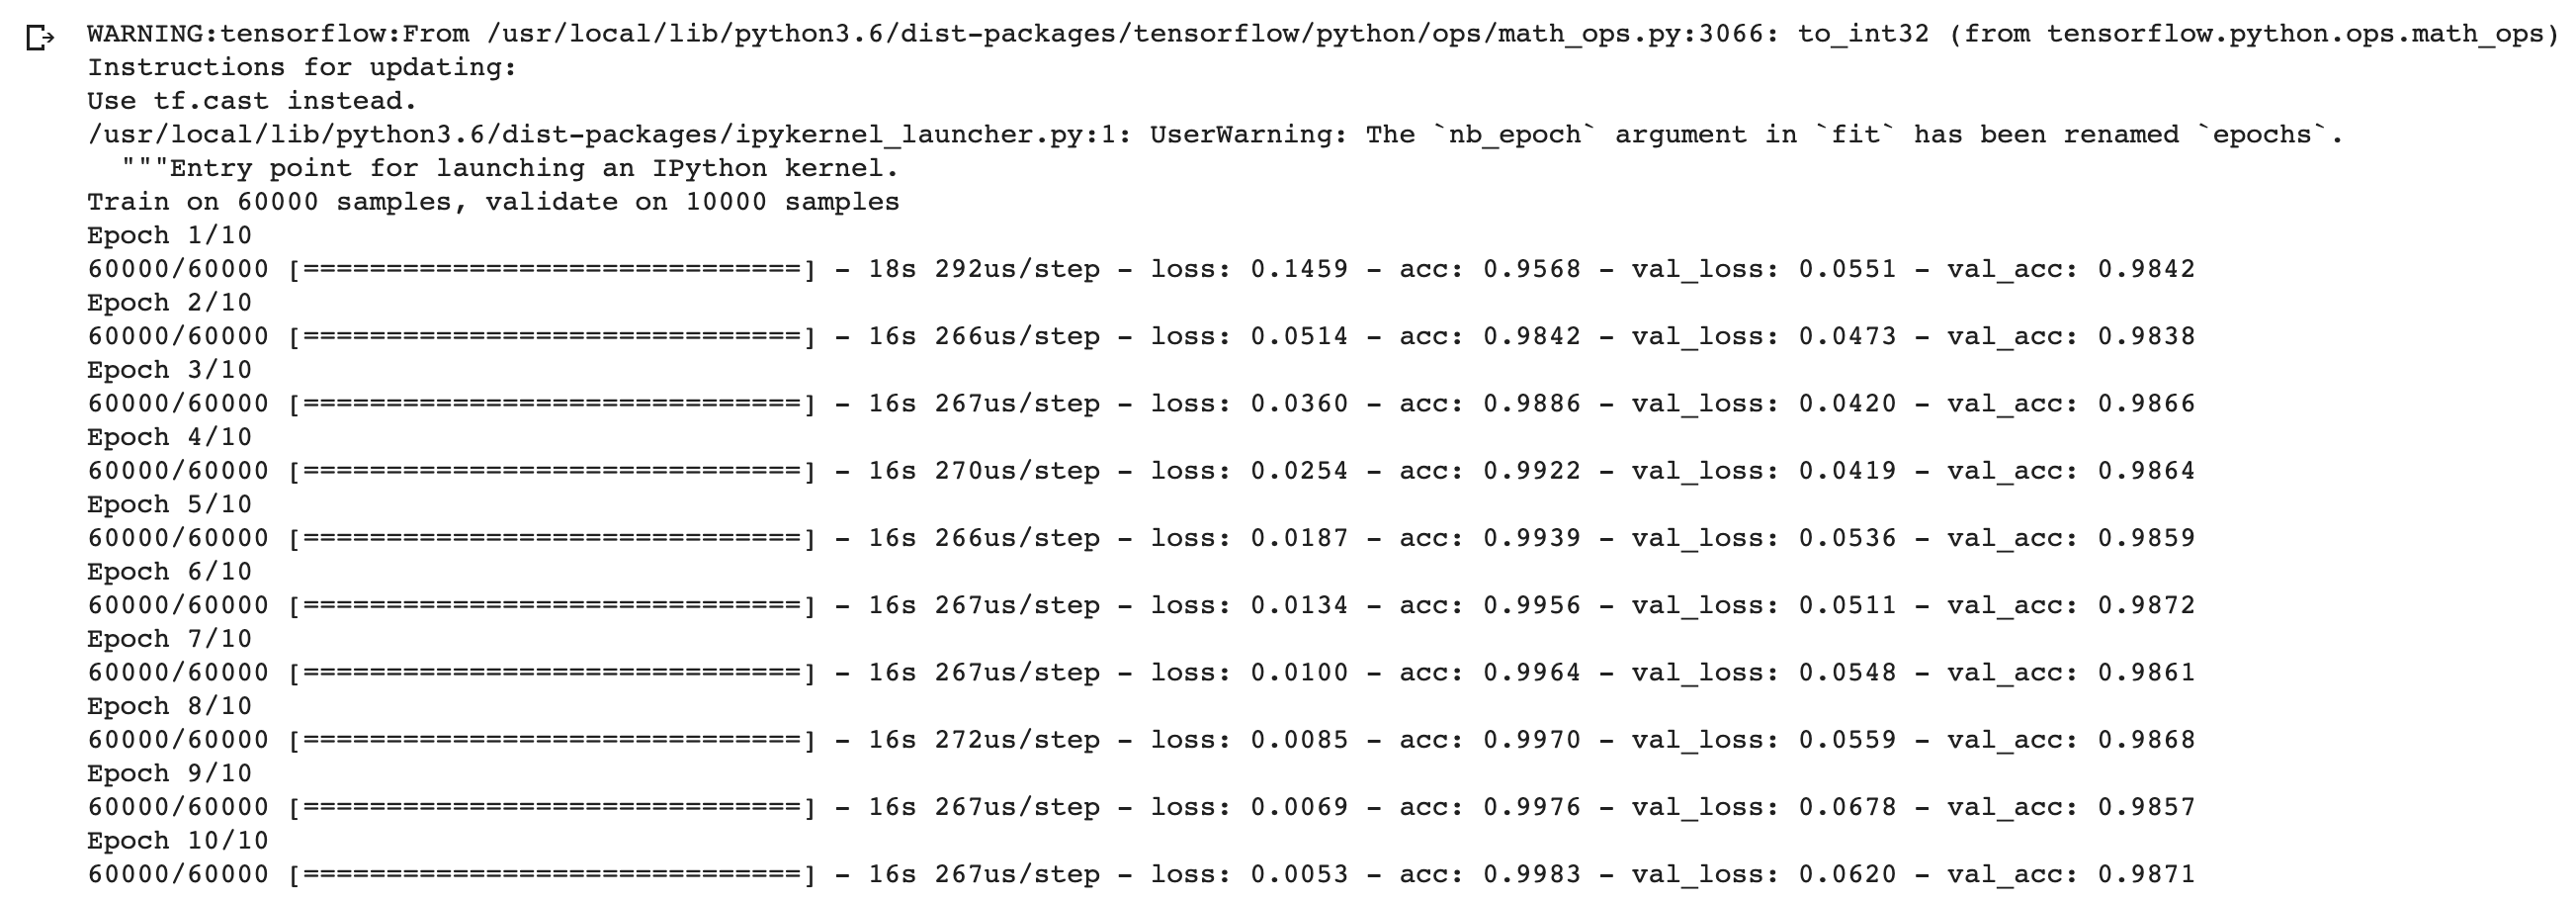 WARNING:tensorflow:From /usr/local/lib/python3.6/dist-packages/tensorflow/python/ops/math_ops.py:3066: to_int32 (from tensorflow.python.ops.math_ops)
Instructions for updating:
Use tf.cast instead.
/usr/local/lib/python3.6/dist-packages/ipykernel_launcher.py:1: UserWarning: The `nb_epoch` argument in `fit` has been renamed `epochs`.
  """Entry point for launching an IPython kernel.
Train on 60000 samples, validate on 10000 samples
Epoch 1/10
60000/60000 [==============================] - 18s 292us/step - loss: 0.1459 - acc: 0.9568 - val_loss: 0.0551 - val_acc: 0.9842
Epoch 2/10
60000/60000 [==============================] - 16s 266us/step - loss: 0.0514 - acc: 0.9842 - val_loss: 0.0473 - val_acc: 0.9838
Epoch 3/10
60000/60000 [==============================] - 16s 267us/step - loss: 0.0360 - acc: 0.9886 - val_loss: 0.0420 - val_acc: 0.9866
Epoch 4/10
60000/60000 [==============================] - 16s 270us/step - loss: 0.0254 - acc: 0.9922 - val_loss: 0.0419 - val_acc: 0.9864
Epoch 5/10
60000/60000 [==============================] - 16s 266us/step - loss: 0.0187 - acc: 0.9939 - val_loss: 0.0536 - val_acc: 0.9859
Epoch 6/10
60000/60000 [==============================] - 16s 267us/step - loss: 0.0134 - acc: 0.9956 - val_loss: 0.0511 - val_acc: 0.9872
Epoch 7/10
60000/60000 [==============================] - 16s 267us/step - loss: 0.0100 - acc: 0.9964 - val_loss: 0.0548 - val_acc: 0.9861
Epoch 8/10
60000/60000 [==============================] - 16s 272us/step - loss: 0.0085 - acc: 0.9970 - val_loss: 0.0559 - val_acc: 0.9868
Epoch 9/10
60000/60000 [==============================] - 16s 267us/step - loss: 0.0069 - acc: 0.9976 - val_loss: 0.0678 - val_acc: 0.9857
Epoch 10/10
60000/60000 [==============================] - 16s 267us/step - loss: 0.0053 - acc: 0.9983 - val_loss: 0.0620 - val_acc: 0.9871